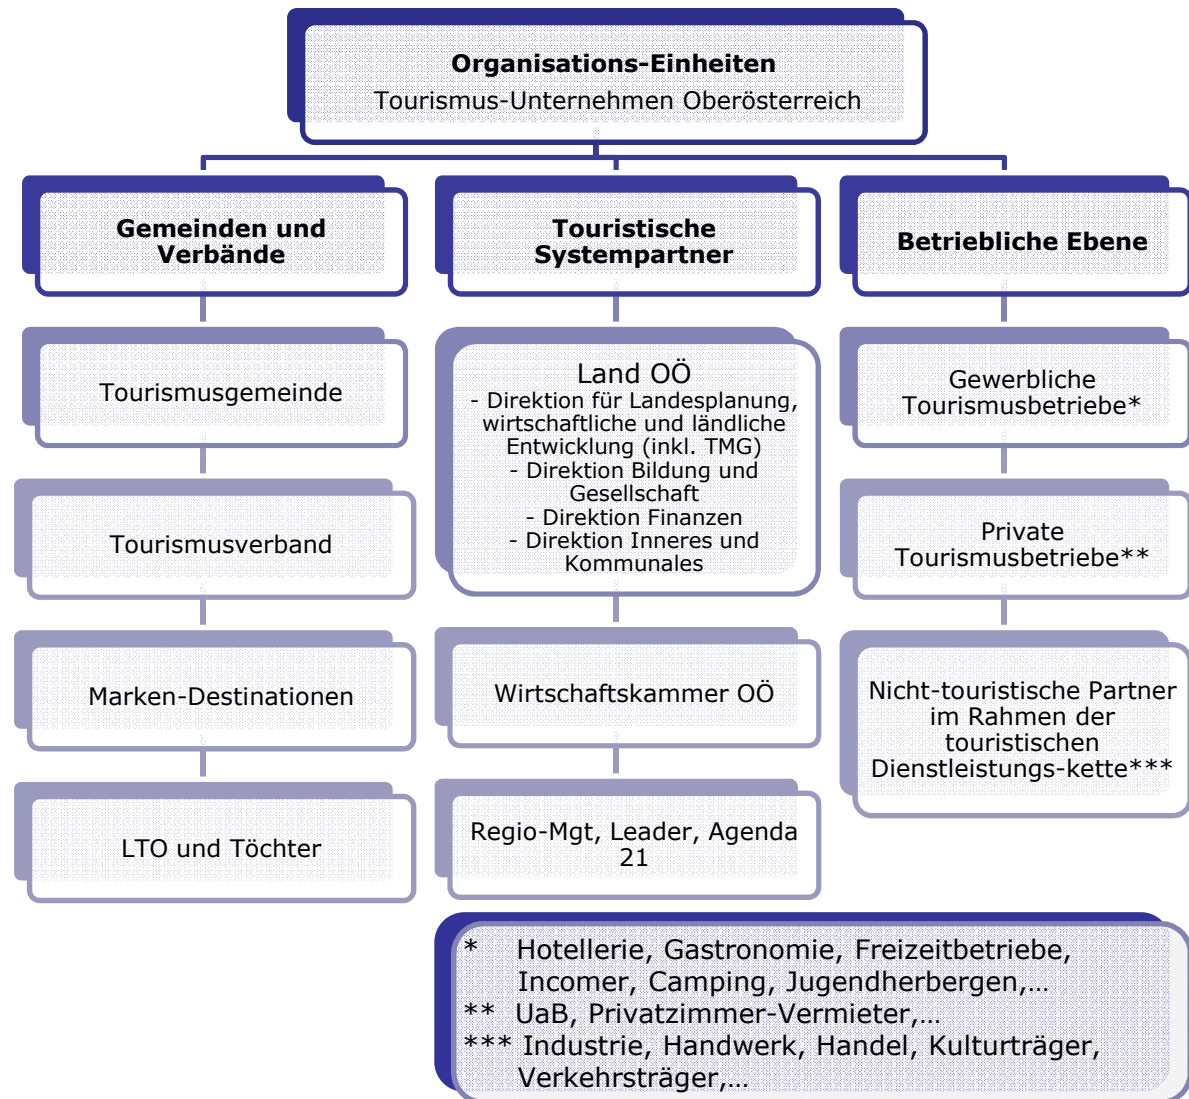 Organisations-Einheiten
Tourismus-Unternehmen Oberösterreich
Gemeinden und
Verbände
Tourismusgemeinde
Tourismusverband
Marken-Destinationen
LTO und Töchter
Touristische
Systempartner
Land OÖ
- Direktion für Landesplanung,
wirtschaftliche und ländliche
Entwicklung (inkl. TMG)
- Direktion Bildung und
Gesellschaft
- Direktion Finanzen
- Direktion Inneres und
Kommunales
Wirtschaftskammer OÖ
Regio-Mgt, Leader, Agenda
21
Betriebliche Ebene
Gewerbliche
Tourismusbetriebe*
Private
Tourismusbetriebe**
Nicht-touristische Partner
im Rahmen der
touristischen
Dienstleistungs-kette***
* Hotellerie, Gastronomie, Freizeitbetriebe,
Incomer, Camping, Jugendherbergen,...
** UaB, Privatzimmer-Vermieter,...
*** Industrie, Handwerk, Handel, Kulturträger,
Verkehrsträger,...